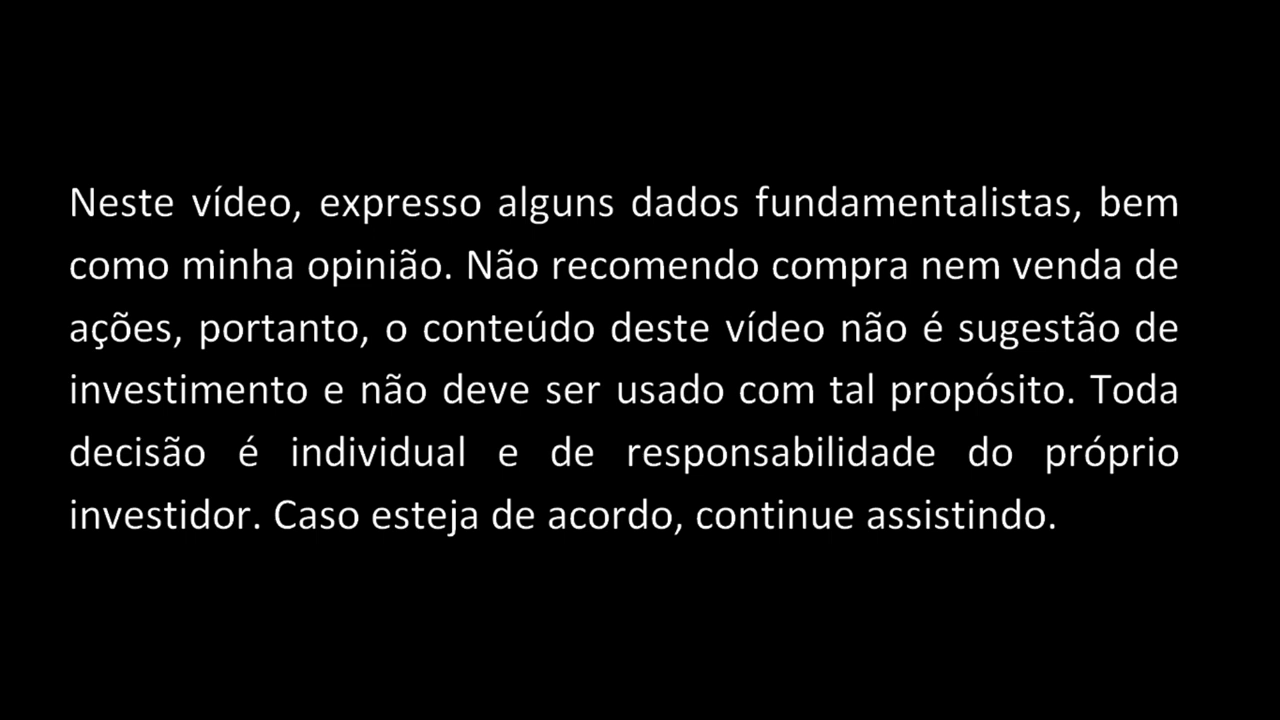 Neste vídeo, expresso alguns dados fundamentalistas, bem
como minha opinião. Não recomendo compra nem venda de
ações, portanto, o conteúdo deste vídeo não é sugestão de
investimento e não deve ser usado com tal propósito. Toda
decisão é individual e de responsabilidade do próprio
investidor. Caso esteja de acordo, continue assistindo.